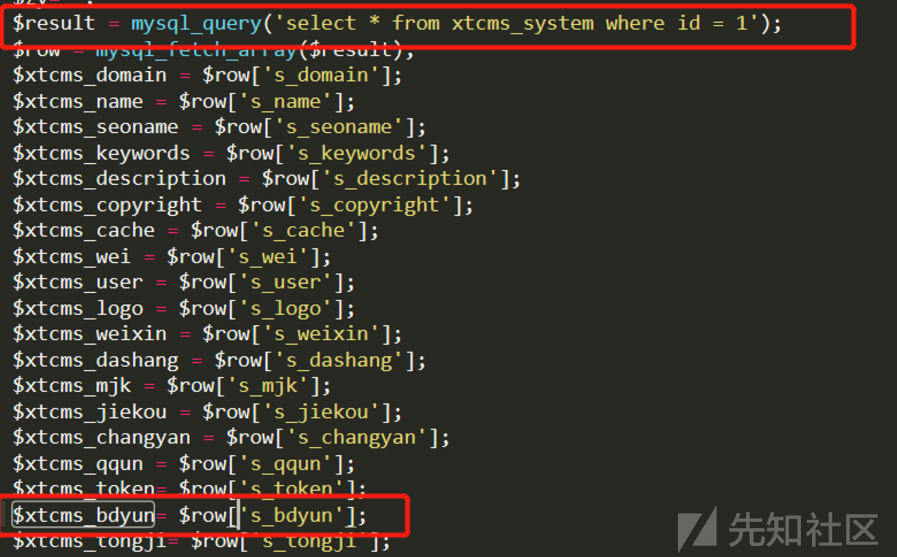 $result = mysql_query('select * from xtcms_system where id = 1');
$row = mysql_fetch_array($result);
$xtcms_domain = $row['s_domain'];
$xtcms_name = $row['s_name'];
$xtcms_seoname = $row['s_seoname'];
$xtcms_keywords = $row['s_keywords'];
$xtcms_description = $row['s_description'];
$xtcms_copyright = $row['s_copyright'];
$xtcms_cache = $row['s_cache'];
$xtcms_wei = $row['s_wei'];
$xtcms_user = $row['s_user'];
$xtcms_logo = $row['s_logo'];
$xtcms_weixin = $row['s_weixin'];
$xtcms_dashang = $row['s_dashang'];
$xtcms_mjk = $row['s_mjk'];
$xtcms_jiekou = $row['s_jiekou'];
$xtcms_changyan = $row['s_changyan'];
$xtcms_qqun= $row['s_qqun'];
$xtcms_token= $row['s_token'];
$xtcms_bdyun= $row['s_bdyun'];
$xtcms_tongji= $row['s_tongji'];
先知社区